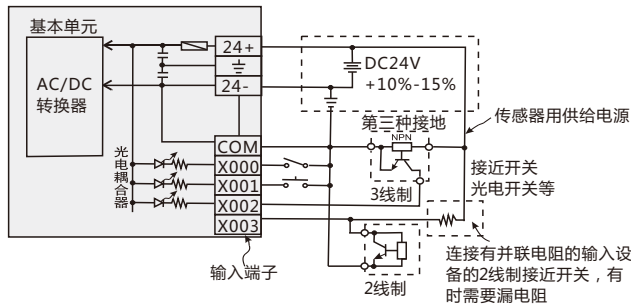 基本单元
24+
24-
AC/DC
转换器
DC24V
+10%-15%
第三种接地
传感器用供给电源
COM
X000
X001
X002
X003
光电耦合器
NPN
3线制
接近开关
光电开关等
输入端子
2线制
连接有并联电阻的输入设
备的2线制接近开关，有
时需要漏电阻